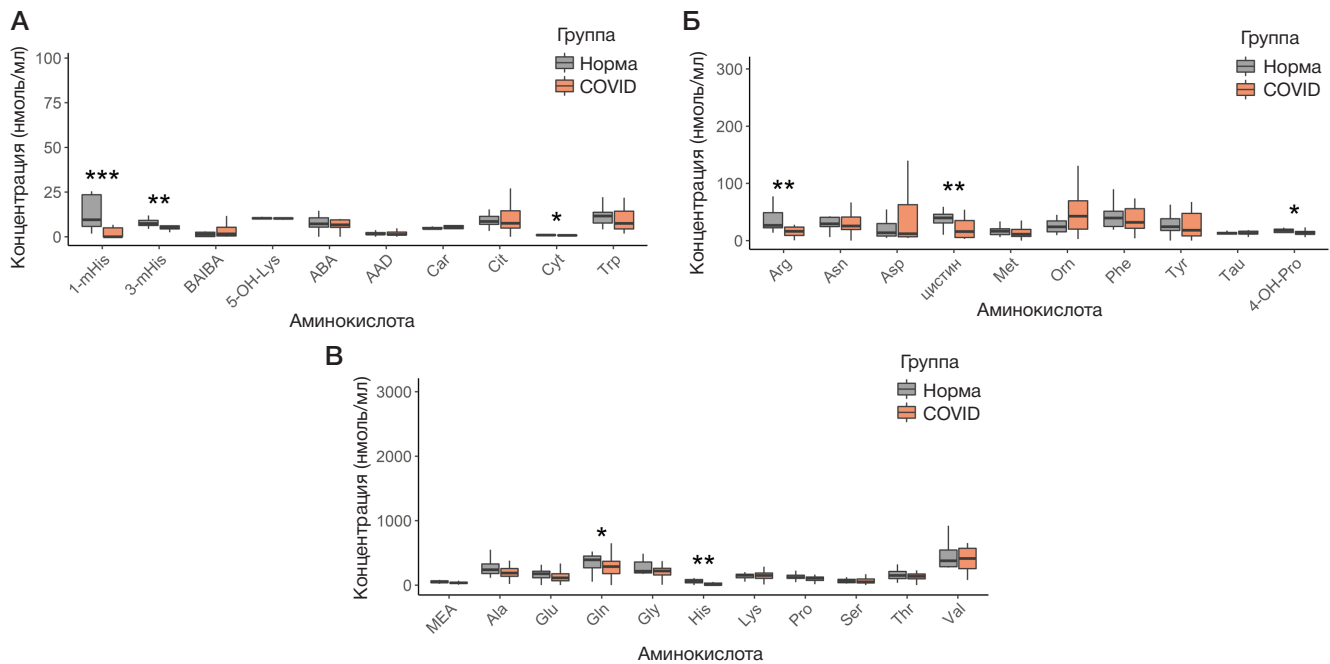 А
Группа
Норма
COVID
Концентрация (нмоль/мл)
100
75
50
25
0
***
**
*
1-mHis
3-mHis
BAIBA
5-OH-Lys
ABA
AAD
Car
Cit
Cyt
Trp
Аминокислота
Б
Группа
Норма
COVID
Концентрация (нмоль/мл)
300
200
100
0
**
**
*
Arg
Asn
Asp
цистин
Met
Orn
Phe
Tyr
Tau
4-OH-Pro
Аминокислота
В
Группа
Норма
COVID
Концентрация (нмоль/мл)
3000
2000
1000
0
*
**
MEA
Ala
Glu
Gln
Gly
His
Lys
Pro
Ser
Thr
Val
Аминокислота